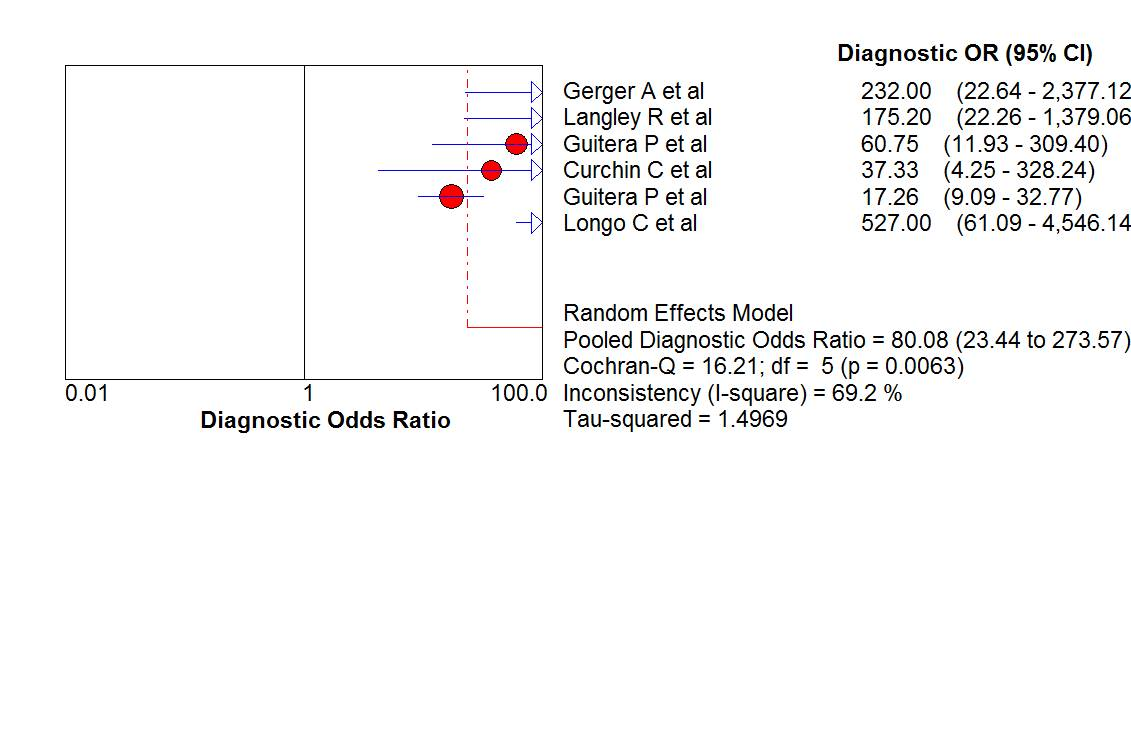 Diagnostic OR (95% CI)
Gerger A et al 232.00 (22.64 - 2,377.12
Langley R et al 175.20 (22.26 - 1,379.06
Guitera P et al 60.75 (11.93 - 309.40)
Curchin C et al 37.33 (4.25 - 328.24)
Guitera P et al 17.26 (9.09 - 32.77)
Longo C et al 527.00 (61.09 - 4,546.14
Random Effects Model
Pooled Diagnostic Odds Ratio = 80.08 (23.44 to 273.57)
Cochran-Q = 16.21; df = 5 (p = 0.0063)
Inconsistency (I-square) = 69.2 %
Tau-squared = 1.4969
0.01 1 100.0
Diagnostic Odds Ratio